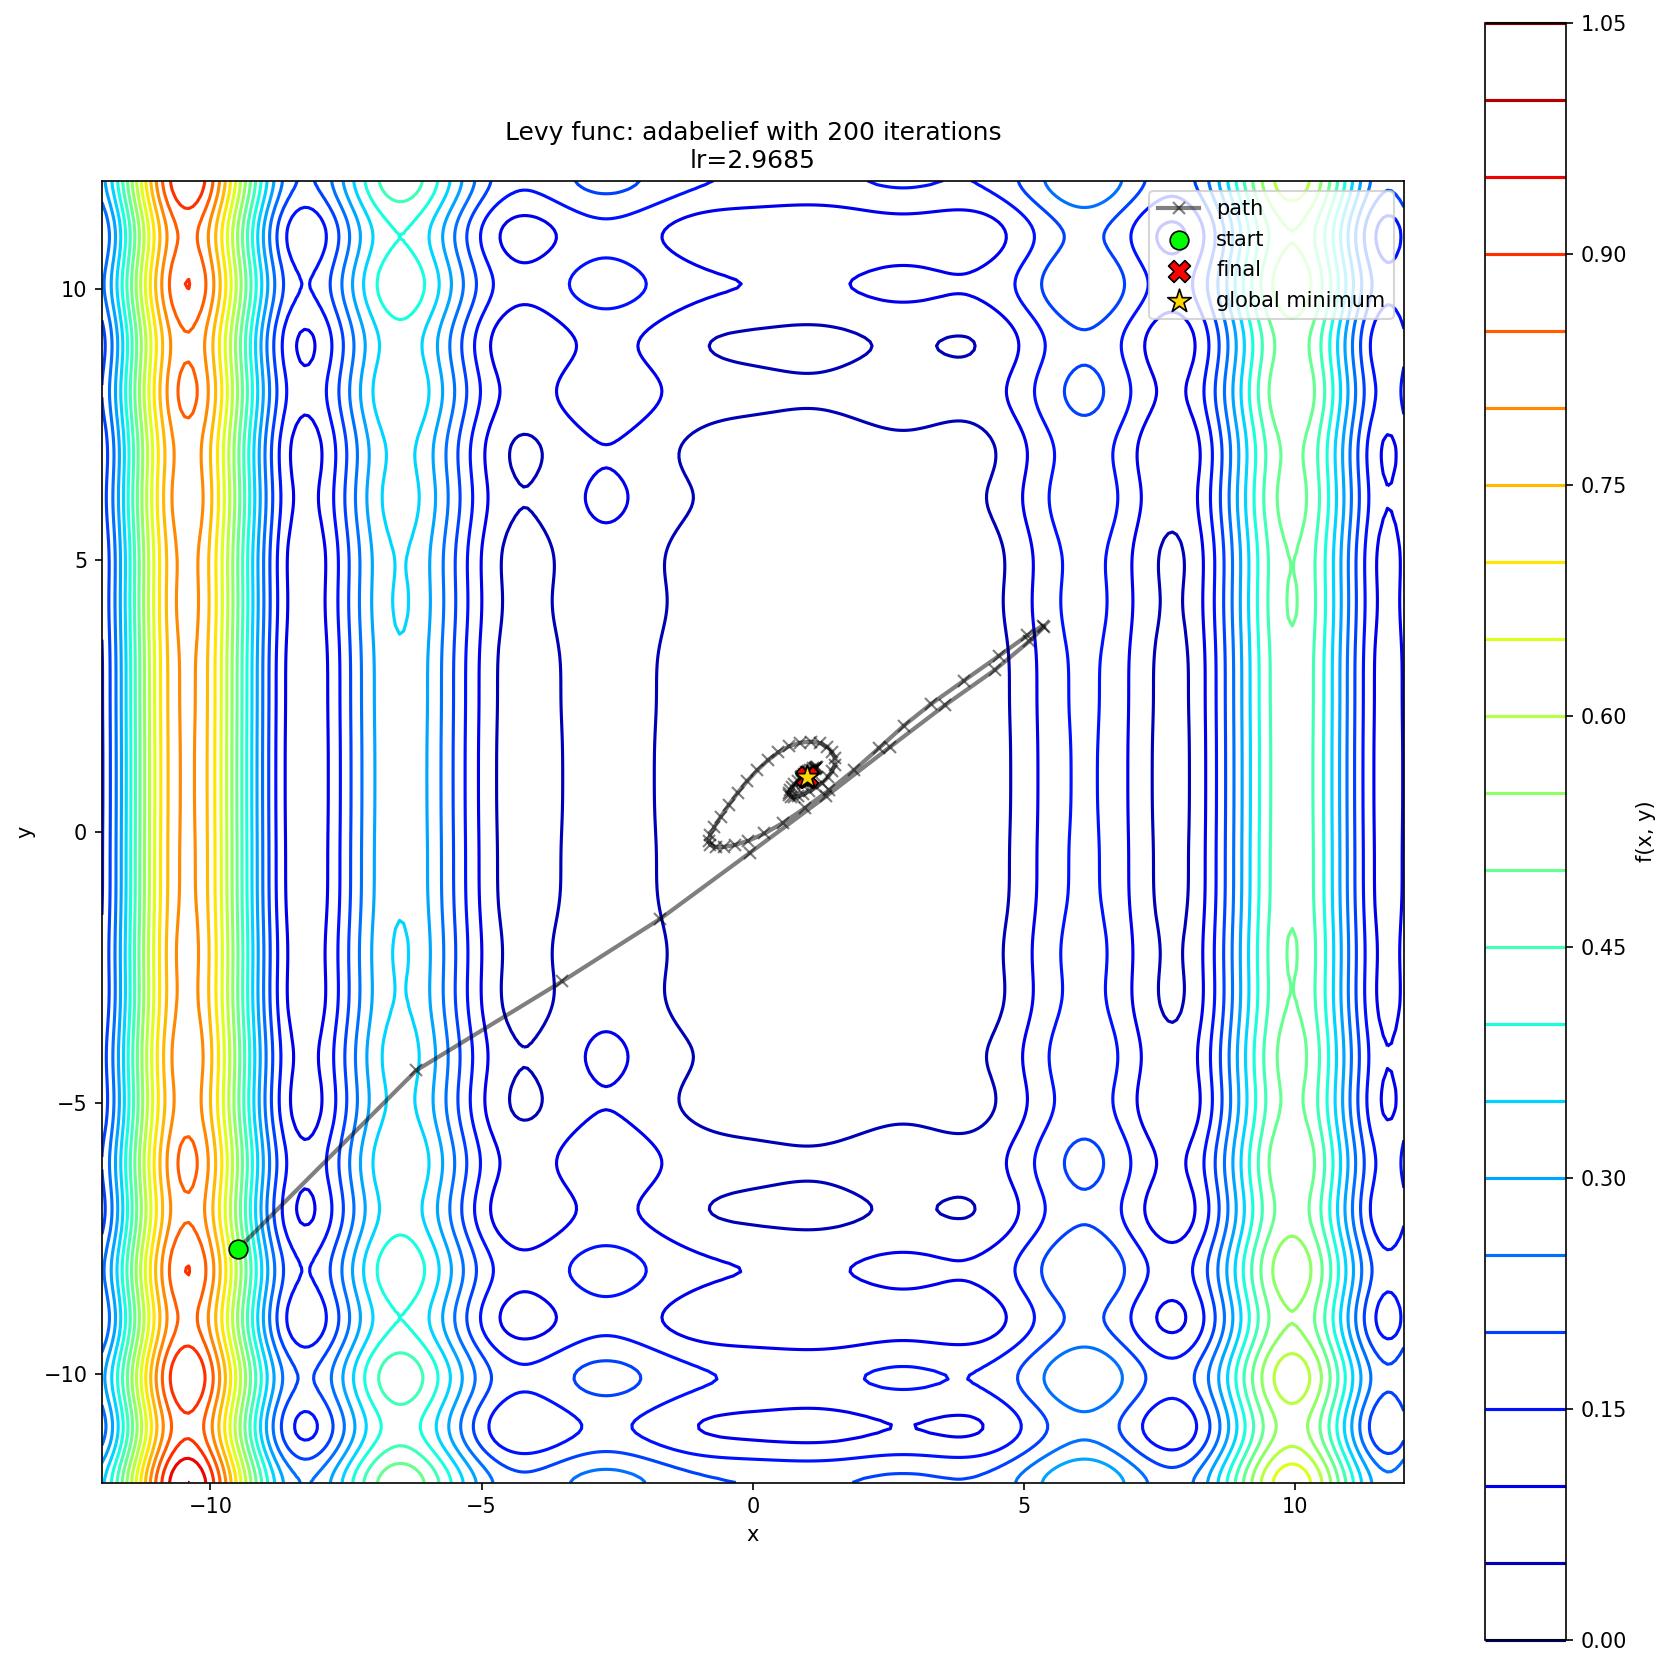 Levy func: adabelief with 200 iterations
lr=2.9685
path
start
final
global minimum
10
5
0
−5
−10
y
−10
−5
0
5
10
x
1.05
0.90
0.75
0.60
0.45
0.30
0.15
0.00
f(x, y)